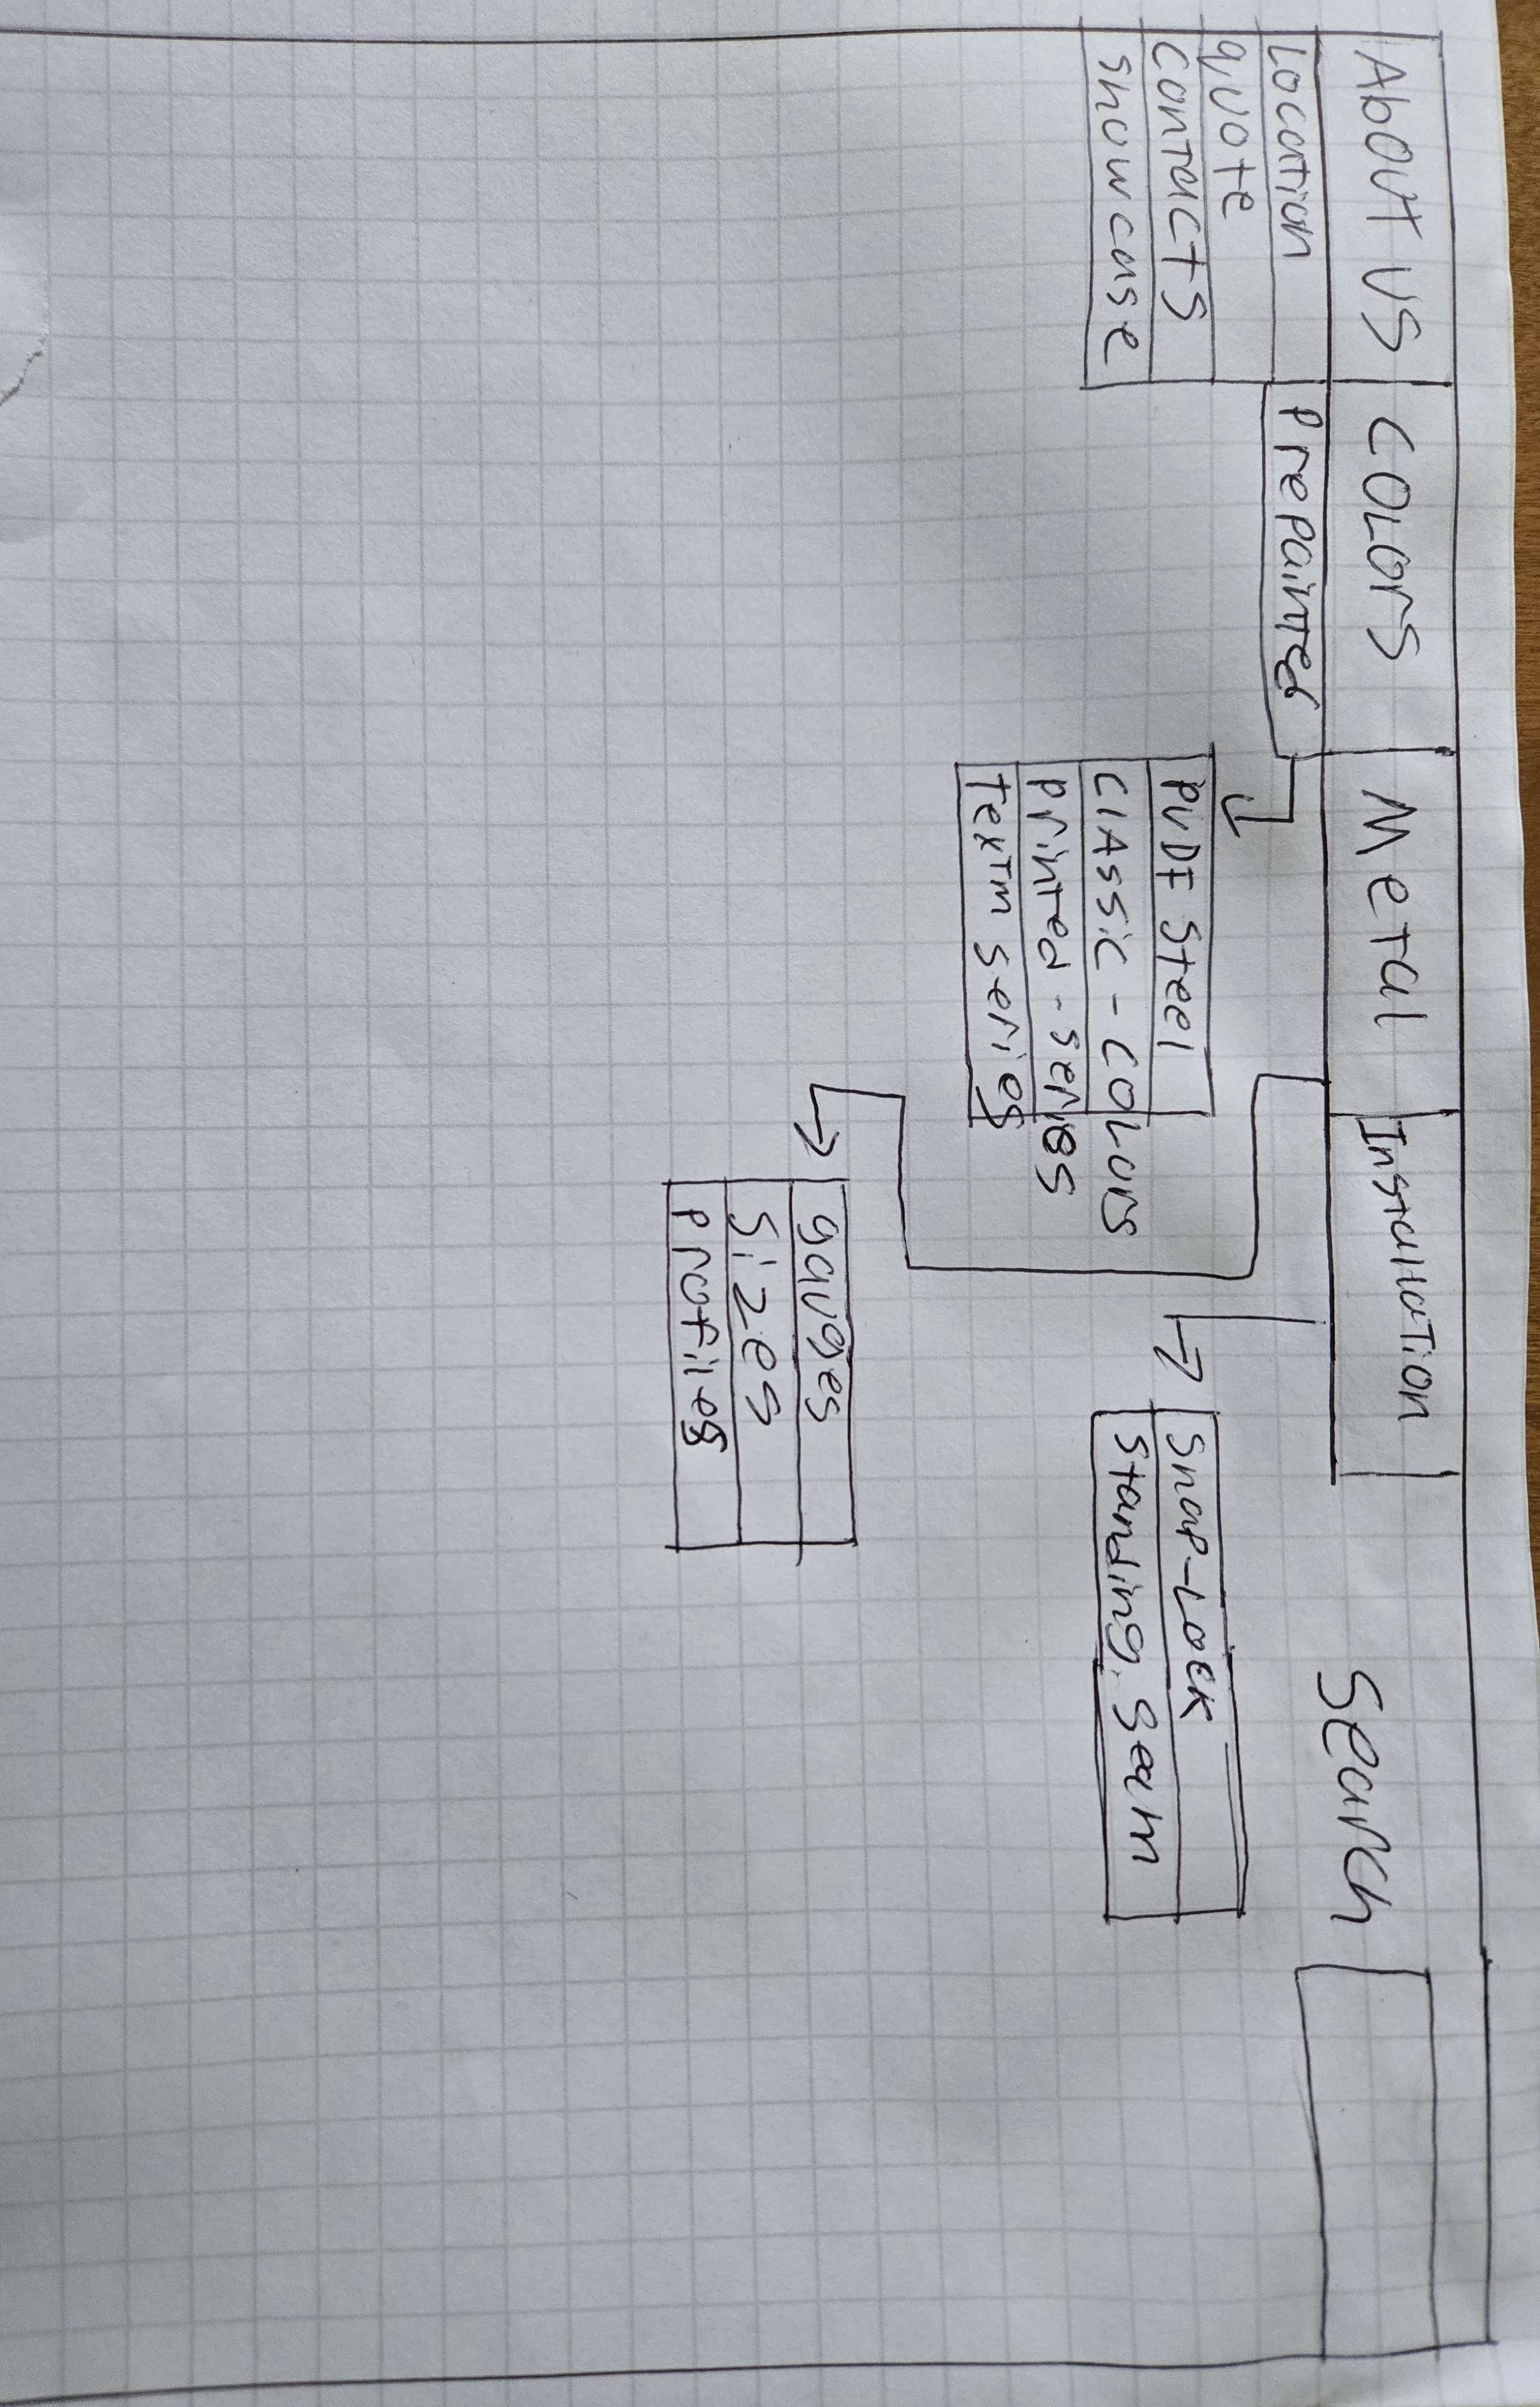 About us
Colors
Metal
Installation
Search
Location
quote
contacts
showcase
Prepainted
PVDF Steel
Classic - Colors
Printed - series
series
Snap-Lock
Standing Seam
gauges
Sizes
Profiles